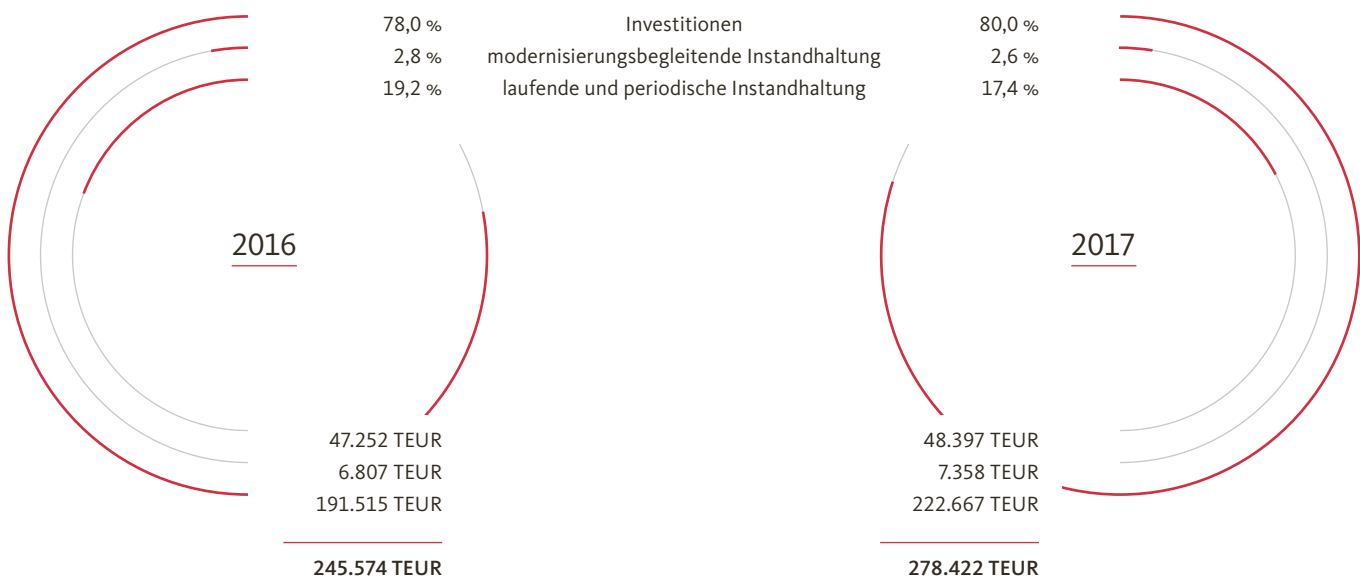 78,0 % Investitionen 80,0 %
2,8 % modernisierungsbegleitende Instandhaltung 2,6 %
19,2 % laufende und periodische Instandhaltung 17,4 %
2016 2017
47.252 TEUR 48.397 TEUR
6.807 TEUR 7.358 TEUR
191.515 TEUR 222.667 TEUR
245.574 TEUR 278.422 TEUR